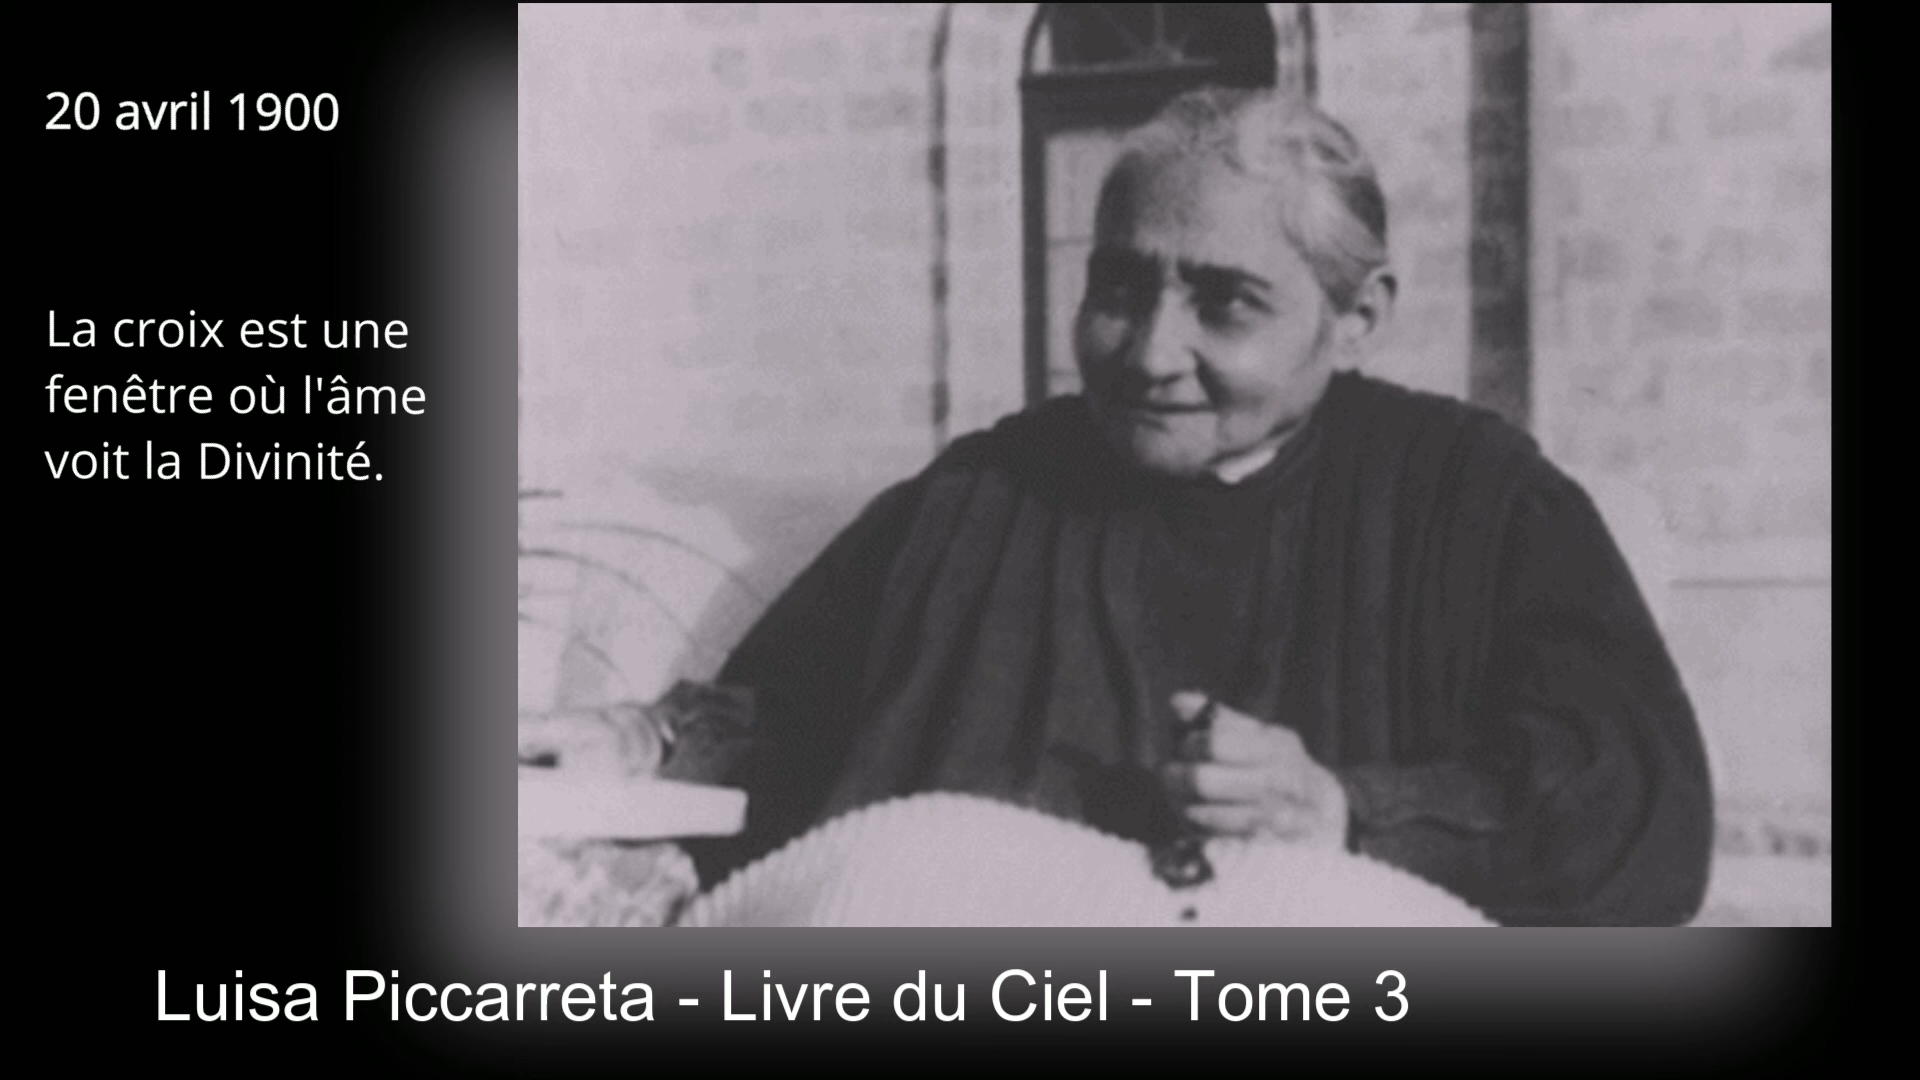 20 avril 1900
La croix est une
fenêtre où l'âme
voit la Divinité.
Luisa Piccarreta - Livre du Ciel - Tome 3